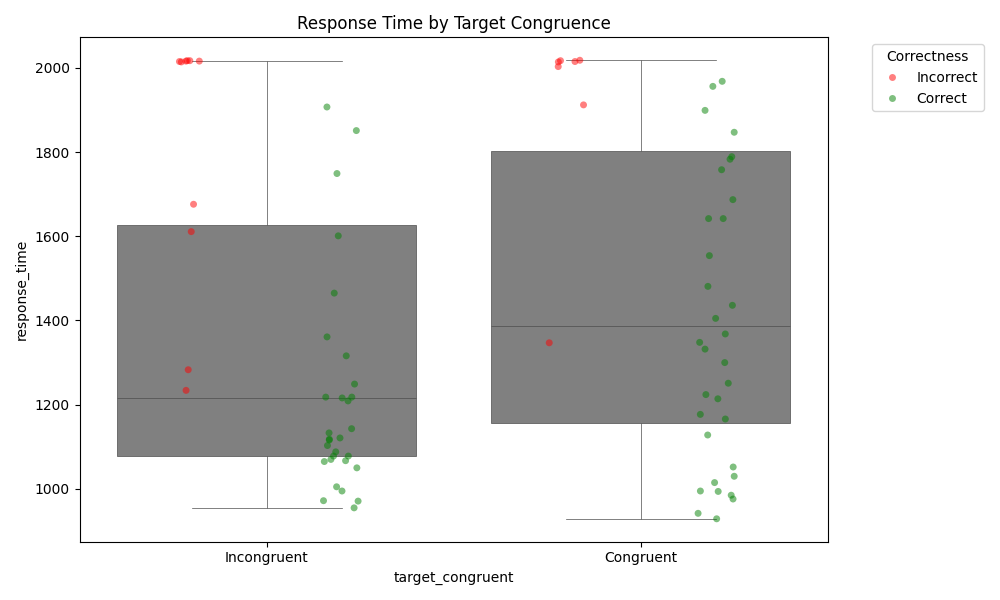 Response Time by Target Congruence
response_time
2000
1800
1600
1400
1200
1000
Incongruent
Congruent
target_congruent
Correctness
Incorrect
Correct